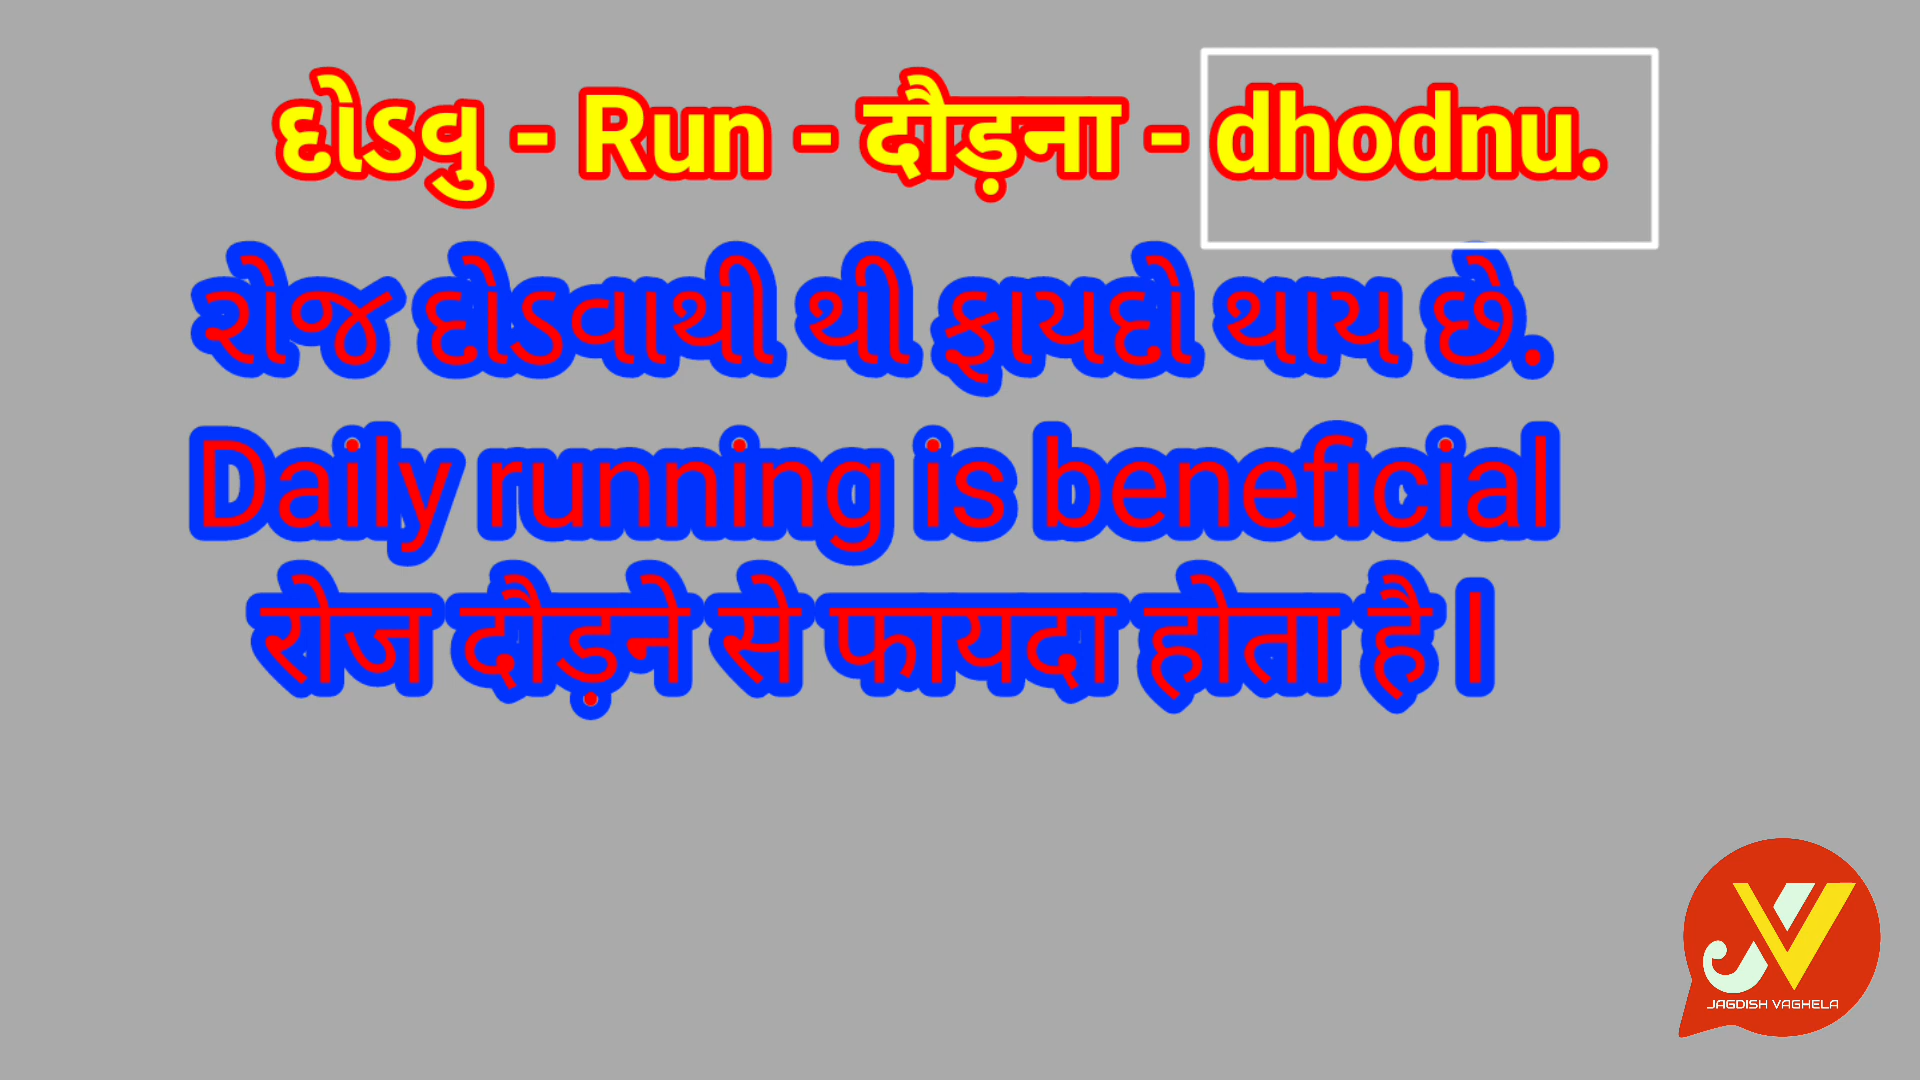 દોડવુ - Run - दौड़ना - dhodnu.
રોજ દોડવાથી થી ફાયદો થાય છે.
Daily running is beneficial
रोज दौड़ने से फायदा होता है।
JAGDISH VAGHELA